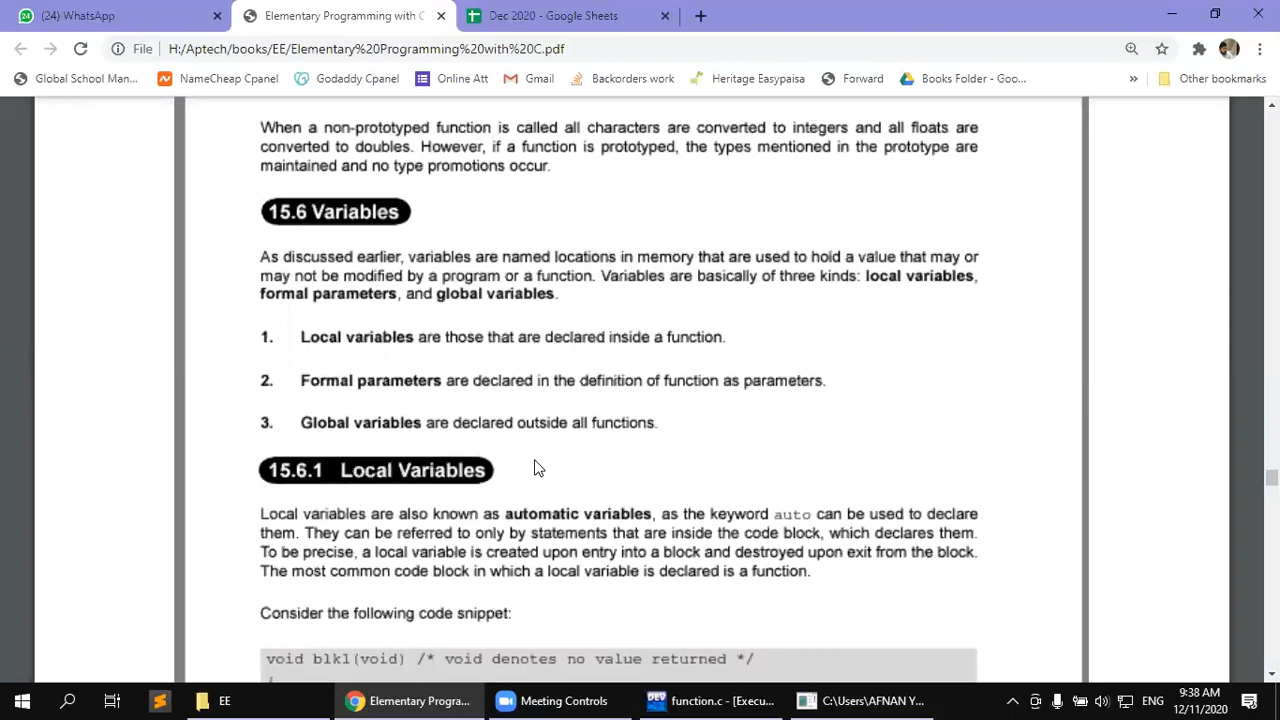 (24) WhatsApp
Elementary Programming with C
Dec 2020 - Google Sheets
File
H:/Aptech/books/EE/Elementary%20Programming%20with%20C.pdf
Global School Man...
NameCheap Cpanel
Godaddy Cpanel
Online Att
Gmail
Backorders work
Heritage Easypaisa
Forward
Books Folder - Goo...
»
Other bookmarks
When a non-prototyped function is called all characters are converted to integers and all floats are
converted to doubles. However, if a function is prototyped, the types mentioned in the prototype are
maintained and no type promotions occur.
15.6 Variables
As discussed earlier, variables are named locations in memory that are used to hold a value that may or
may not be modified by a program or a function. Variables are basically of three kinds: local variables,
formal parameters, and global variables.
1. Local variables are those that are declared inside a function.
2. Formal parameters are declared in the definition of function as parameters.
3. Global variables are declared outside all functions.
15.6.1 Local Variables
Local variables are also known as automatic variables, as the keyword auto can be used to declare
them. They can be referred to only by statements that are inside the code block, which declares them.
To be precise, a local variable is created upon entry into a block and destroyed upon exit from the block.
The most common code block in which a local variable is declared is a function.
Consider the following code snippet:
void blk1(void) /* void denotes no value returned */
EE
Elementary Progra...
Meeting Controls
function.c - [Execu...
C:\Users\AFNAN Y...
ENG
9:38 AM
12/11/2020